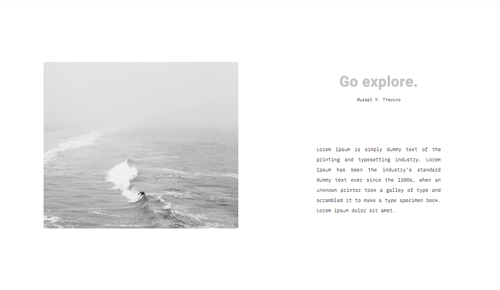 Go explore.
Russel Y. Trevino
Lorem Ipsum is simply dummy text of the
printing and typesetting industry. Lorem
Ipsum has been the industry's standard
dummy text ever since the 1500s, when an
unknown printer took a galley of type and
scrambled it to make a type specimen book.
Lorem ipsum dolor sit amet.